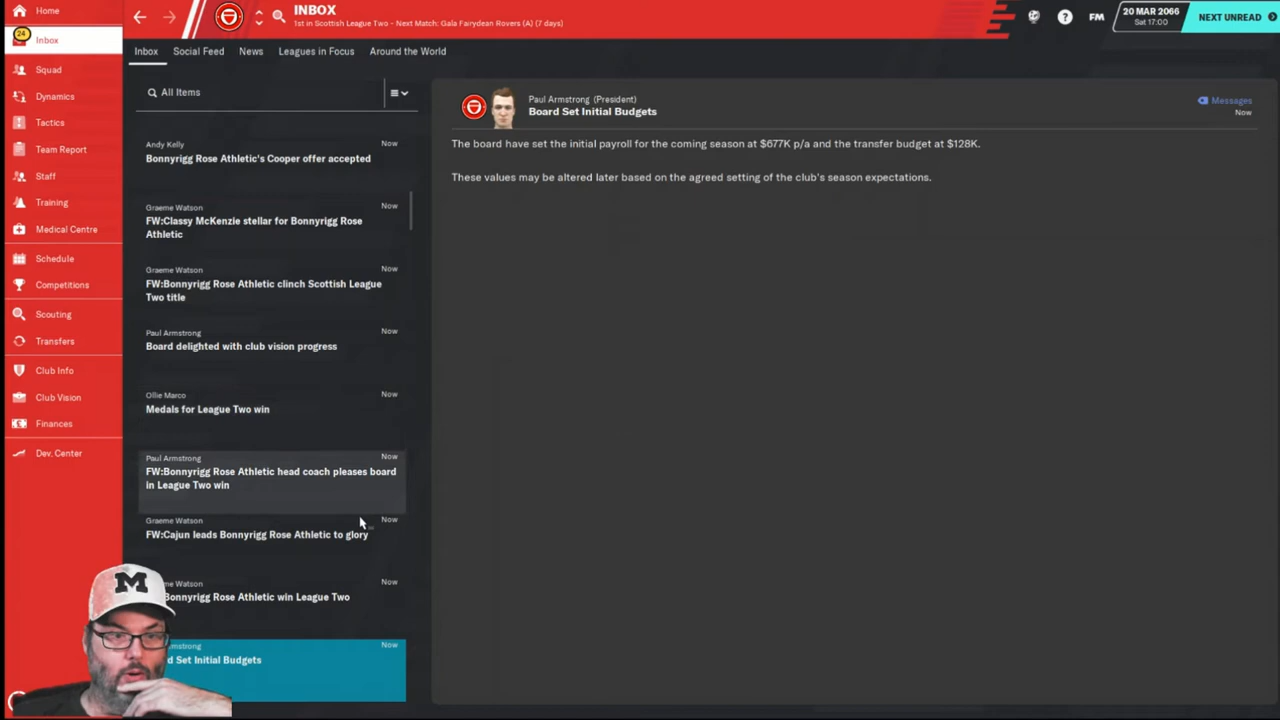 Home
INBOX
1st in Scottish League Two - Next Match: Gala Fairydean Rovers (A) (7 days)
FM
20 MAR 2066
Sat 17:00
NEXT UNREAD
24
Inbox
Squad
Dynamics
Tactics
Team Report
Staff
Training
Medical Centre
Schedule
Competitions
Scouting
Transfers
Club Info
Club Vision
Finances
Dev. Center
Inbox
Social Feed
News
Leagues in Focus
Around the World
All Items
Andy Kelly
Now
Bonnyrigg Rose Athletic's Cooper offer accepted
Graeme Watson
Now
FW:Classy McKenzie stellar for Bonnyrigg Rose
Athletic
Graeme Watson
Now
FW:Bonnyrigg Rose Athletic clinch Scottish League
Two title
Paul Armstrong
Now
Board delighted with club vision progress
Ollie Marco
Now
Medals for League Two win
Paul Armstrong
Now
FW:Bonnyrigg Rose Athletic head coach pleases board
in League Two win
Graeme Watson
Now
FW:Cajun leads Bonnyrigg Rose Athletic to glory
Watson
Now
Bonnyrigg Rose Athletic win League Two
Now
Set Initial Budgets
Paul Armstrong (President)
Board Set Initial Budgets
Messages
Now
The board have set the initial payroll for the coming season at $677K p/a and the transfer budget at $128K.
These values may be altered later based on the agreed setting of the club's season expectations.
M